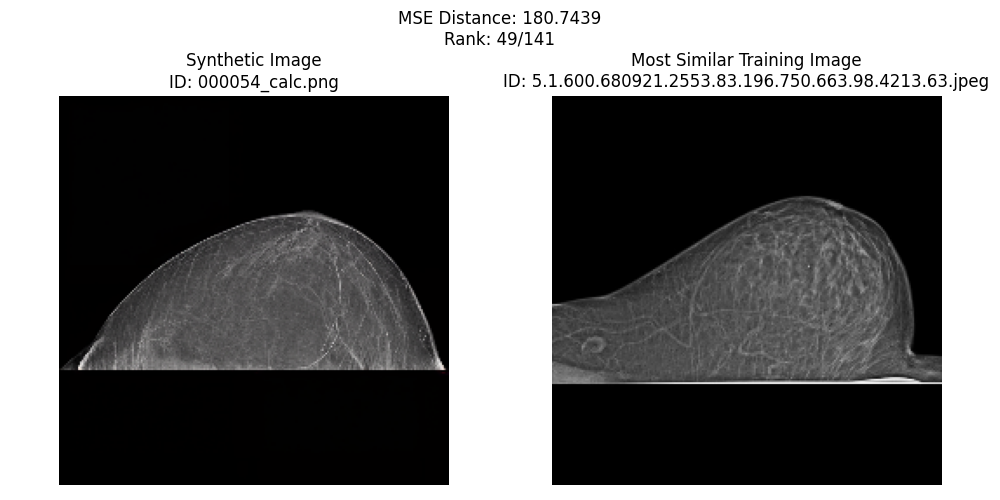 MSE Distance: 180.7439
Rank: 49/141
Synthetic Image
ID: 000054_calc.png
Most Similar Training Image
ID: 5.1.600.680921.2553.83.196.750.663.98.4213.63.jpeg